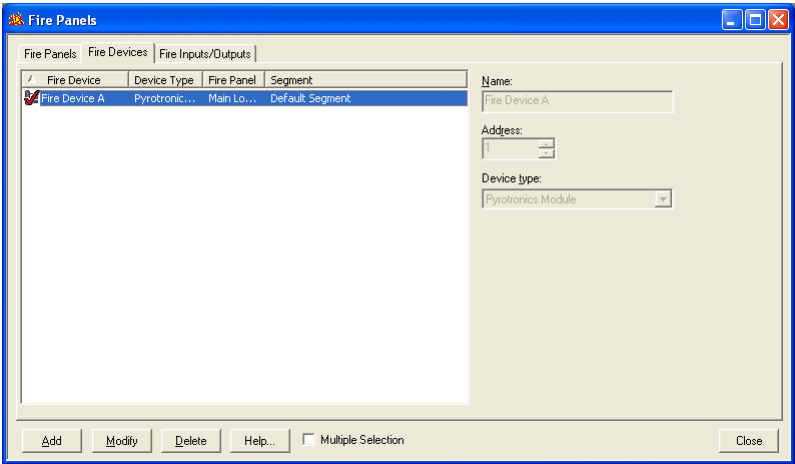 Fire Panels
Fire Panels Fire Devices Fire Inputs/Outputs
Fire Device Device Type Fire Panel Segment
Fire Device A Pyrotronic... Main Lo... Default Segment
Name:
Fire Device A
Address:
1
Device type:
Pyrotronics Module
Add Modify Delete Help... Multiple Selection Close